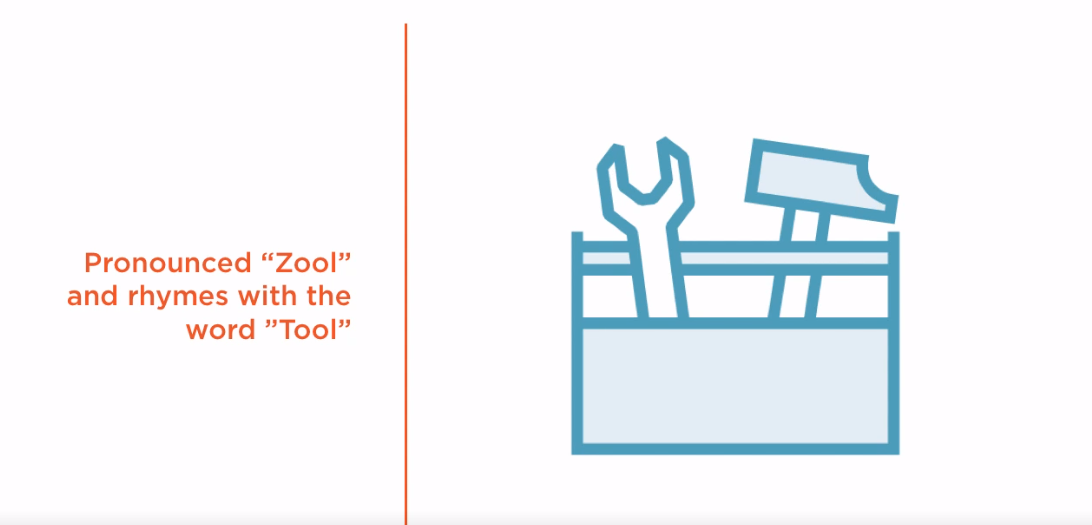 Pronounced “Zool”
and rhymes with the
word ”Tool”